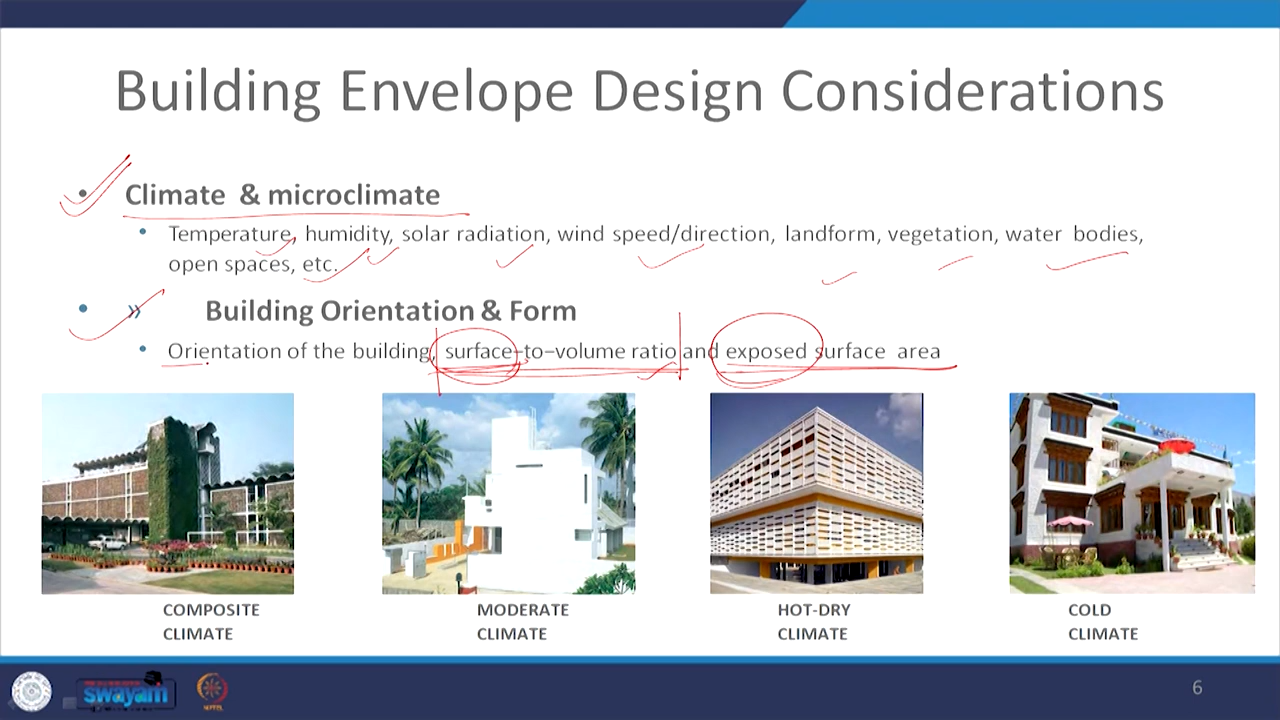 Building Envelope Design Considerations
• Climate & microclimate
• Temperature, humidity, solar radiation, wind speed/direction, landform, vegetation, water bodies,
open spaces, etc.
• » Building Orientation & Form
• Orientation of the building, surface-to-volume ratio and exposed surface area
COMPOSITE
CLIMATE
MODERATE
CLIMATE
HOT-DRY
CLIMATE
COLD
CLIMATE
swayam
6